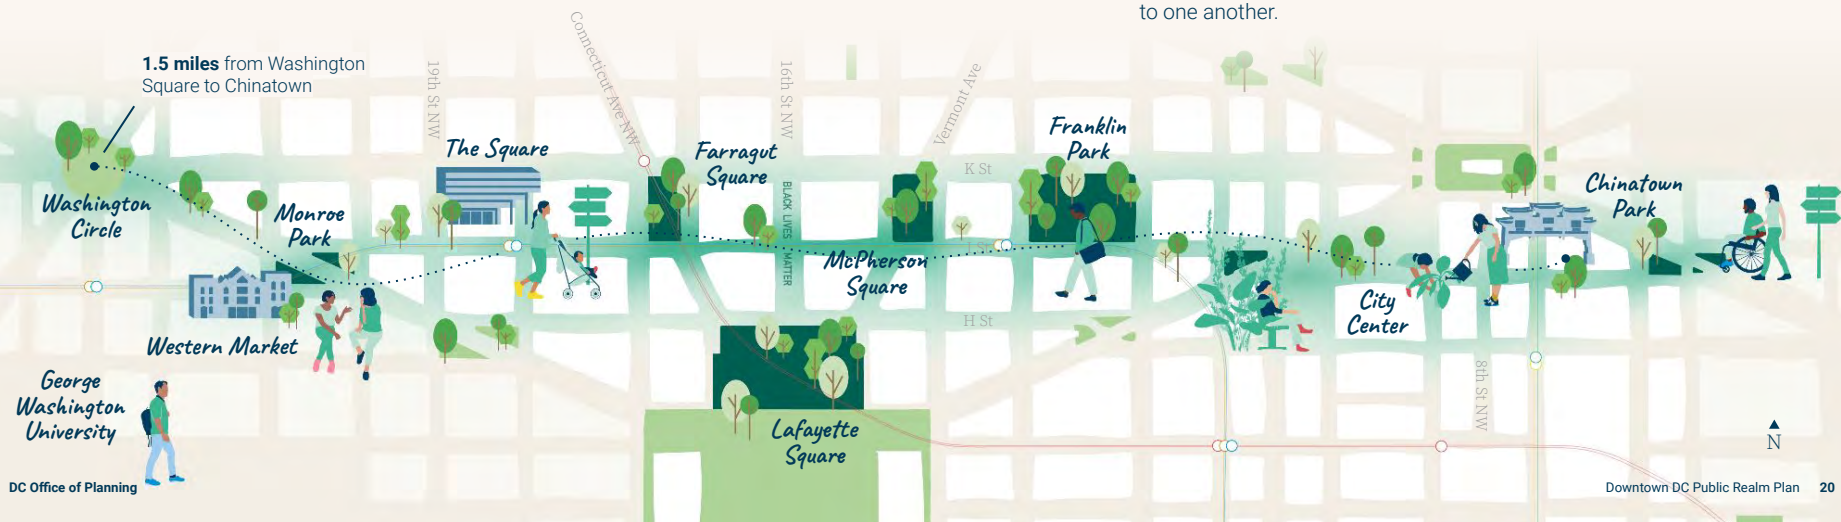 to one another.
1.5 miles from Washington
Square to Chinatown
Connecticut Ave NW
19th St NW
16th St NW
Vermont Ave
Franklin
Park
The Square
Farragut
Square
K St
Chinatown
Park
Washington
Circle
Monroe
Park
BLACK LIVES MATTER
McPherson
Square
I St
City
Center
H St
Western Market
George
Washington
University
8th St NW
Lafayette
Square
N
DC Office of Planning
Downtown DC Public Realm Plan 20